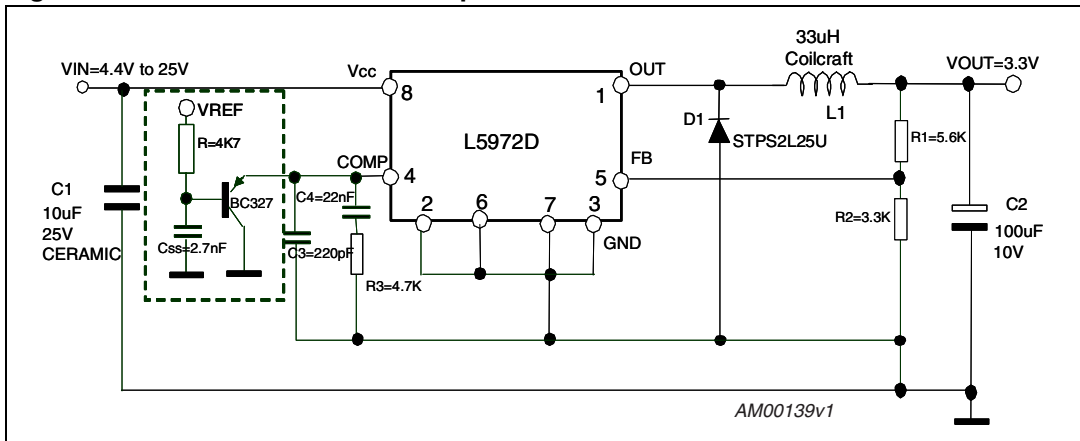 33uH
Coilcraft
VIN=4.4V to 25V
Vcc
OUT
VOUT=3.3V
8
1
VREF
L1
D1
R=4K7
L5972D
STPS2L25U
R1=5.6K
COMP
FB
4
5
C1
10uF
25V
CERAMIC
BC327
C4=22nF
2
6
7
3
R2=3.3K
C2
100uF
10V
Css=2.7nF
C3=220pF
GND
R3=4.7K
AM00139v1